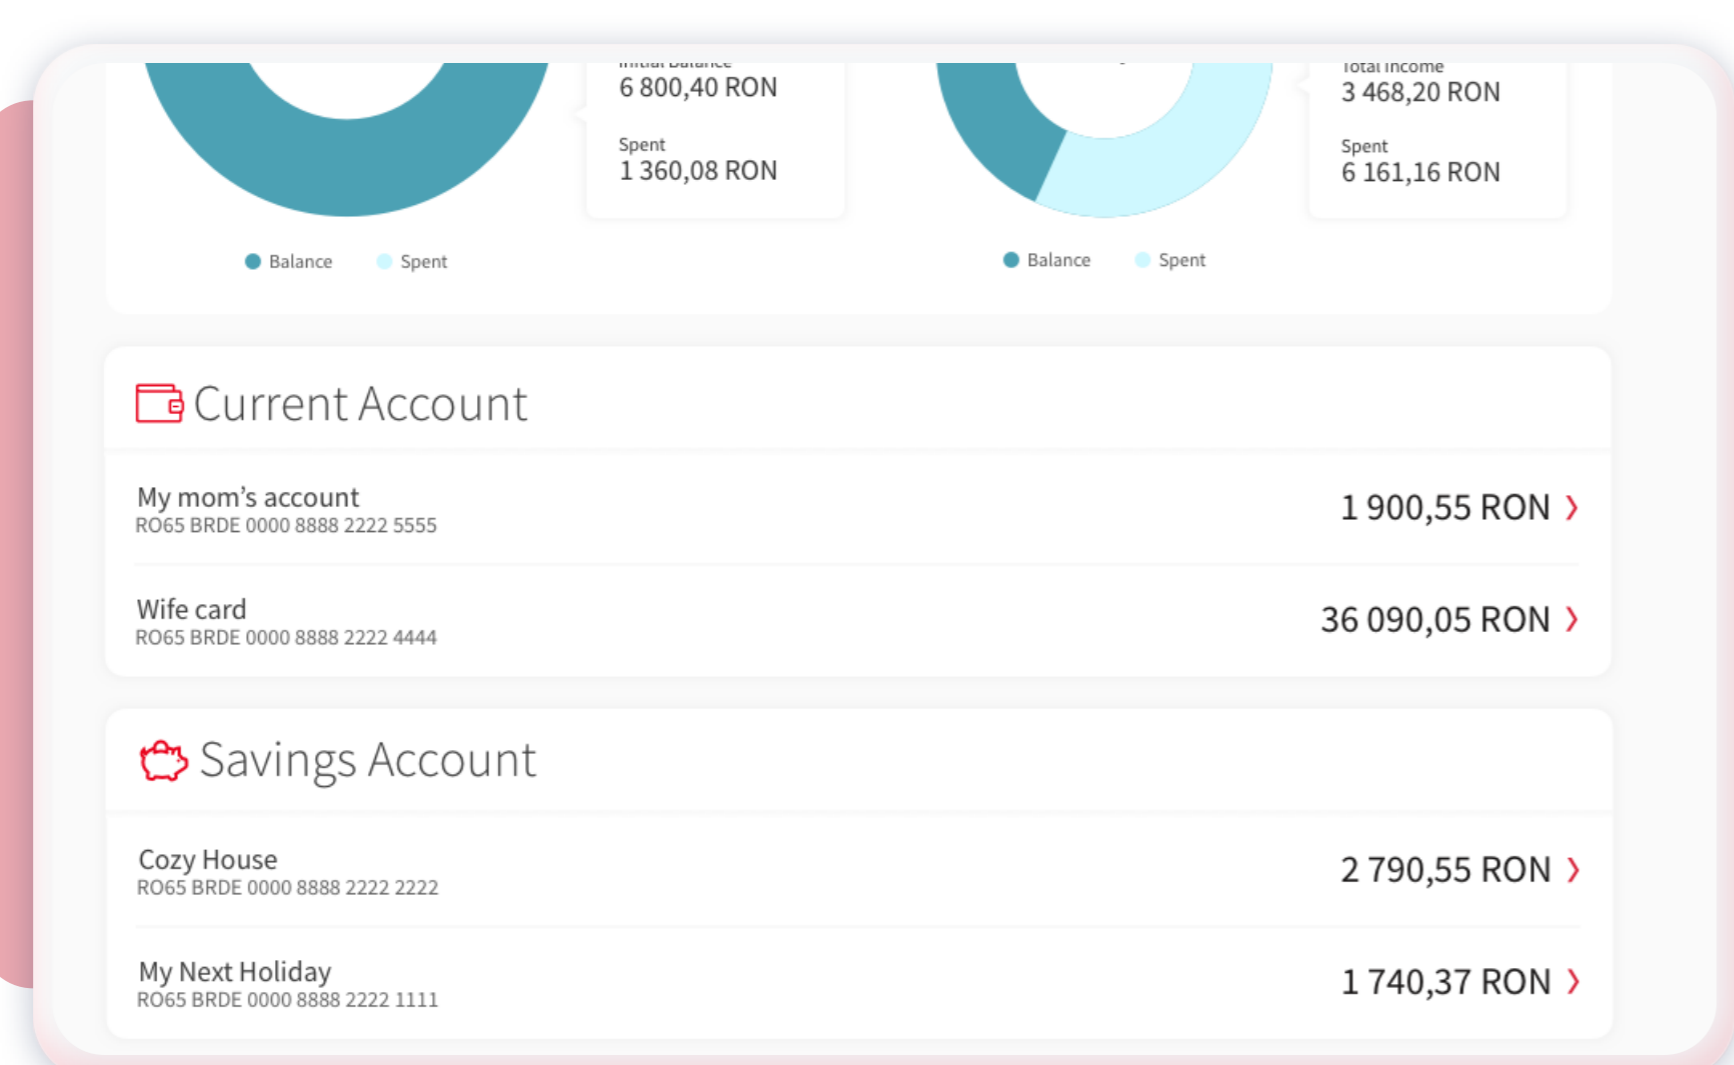 Initial Balance
6 800,40 RON
Spent
1 360,08 RON
Balance
Spent
Total Income
3 468,20 RON
Spent
6 161,16 RON
Balance
Spent
Current Account
My mom’s account
RO65 BRDE 0000 8888 2222 5555
1 900,55 RON
Wife card
RO65 BRDE 0000 8888 2222 4444
36 090,05 RON
Savings Account
Cozy House
RO65 BRDE 0000 8888 2222 2222
2 790,55 RON
My Next Holiday
RO65 BRDE 0000 8888 2222 1111
1 740,37 RON